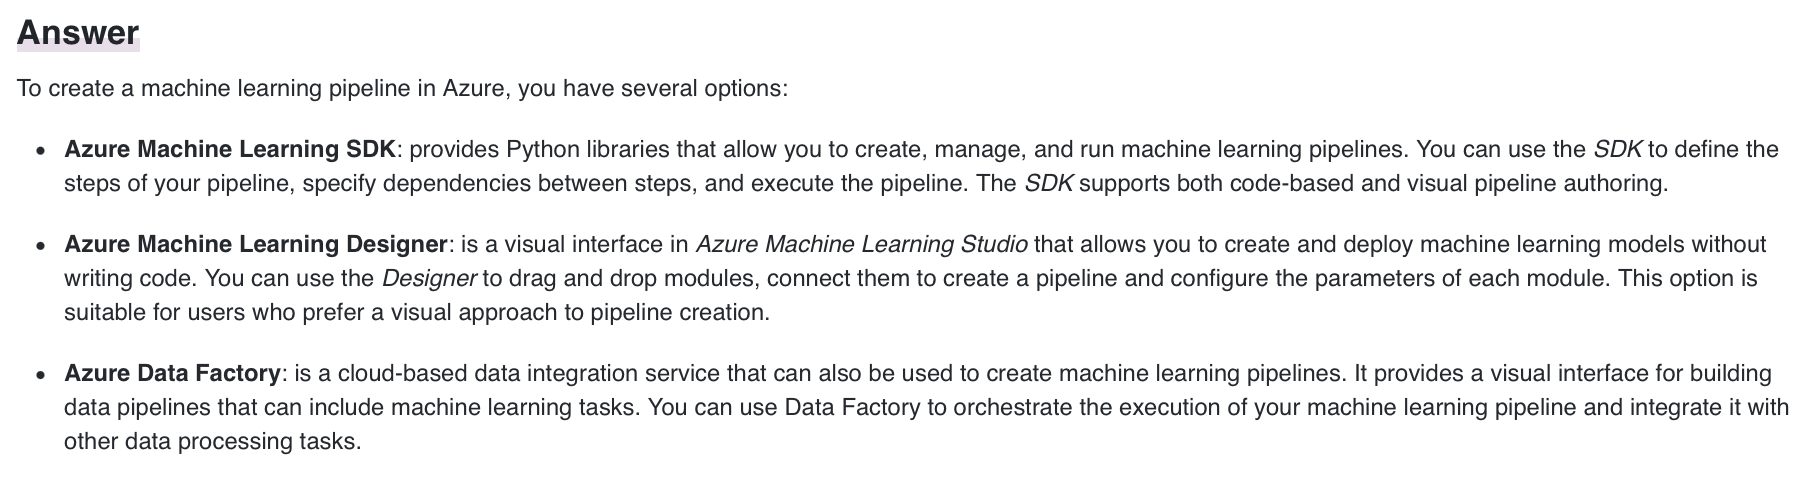 Answer
To create a machine learning pipeline in Azure, you have several options:
• Azure Machine Learning SDK: provides Python libraries that allow you to create, manage, and run machine learning pipelines. You can use the SDK to define the
steps of your pipeline, specify dependencies between steps, and execute the pipeline. The SDK supports both code-based and visual pipeline authoring.
• Azure Machine Learning Designer: is a visual interface in Azure Machine Learning Studio that allows you to create and deploy machine learning models without
writing code. You can use the Designer to drag and drop modules, connect them to create a pipeline and configure the parameters of each module. This option is
suitable for users who prefer a visual approach to pipeline creation.
• Azure Data Factory: is a cloud-based data integration service that can also be used to create machine learning pipelines. It provides a visual interface for building
data pipelines that can include machine learning tasks. You can use Data Factory to orchestrate the execution of your machine learning pipeline and integrate it with
other data processing tasks.